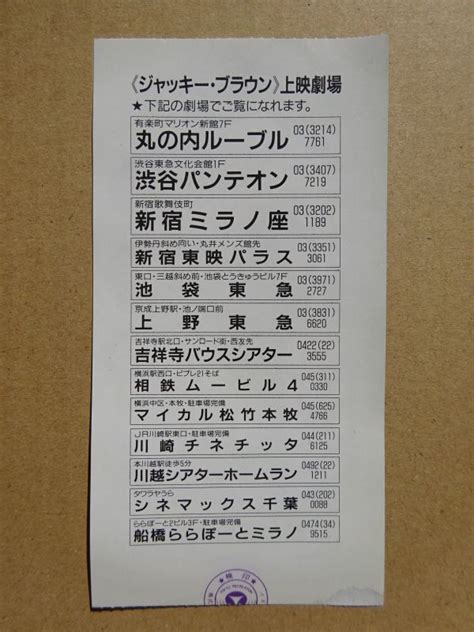 《ジャッキー・ブラウン》上映劇場
★下記の劇場でご覧になれます。
有楽町マリオン新館7F
丸の内ルーブル 03(3214)7761
渋谷東急文化会館1F
渋谷パンテオン 03(3407)7219
新宿歌舞伎町
新宿ミラノ座 03(3202)1189
伊勢丹斜め向い・丸井メンズ館先
新宿東映パラス 03(3351)3061
東口・三越斜め前・池袋とうきゅうビル7F
池袋東急 03(3971)2727
京成上野駅・池ノ端口前
上野東急 03(3831)6620
吉祥寺駅北口・サンロード街・西友先
吉祥寺バウスシアター 0422(22)3555
横浜駅西口・ビブレ21そば
相鉄ムービル4 045(311)0330
横浜中区・本牧・駐車場完備
マイカル松竹本牧 045(625)4766
JR川崎駅東口・駐車場完備
川崎チネチッタ 044(211)6125
本川越駅徒歩5分
川越シアターホームラン 0492(22)1211
タワラヤうら
シネマックス千葉 043(202)0088
ららぽーと2ビル3F・駐車場完備
船橋ららぽーとミラノ 0474(34)9515